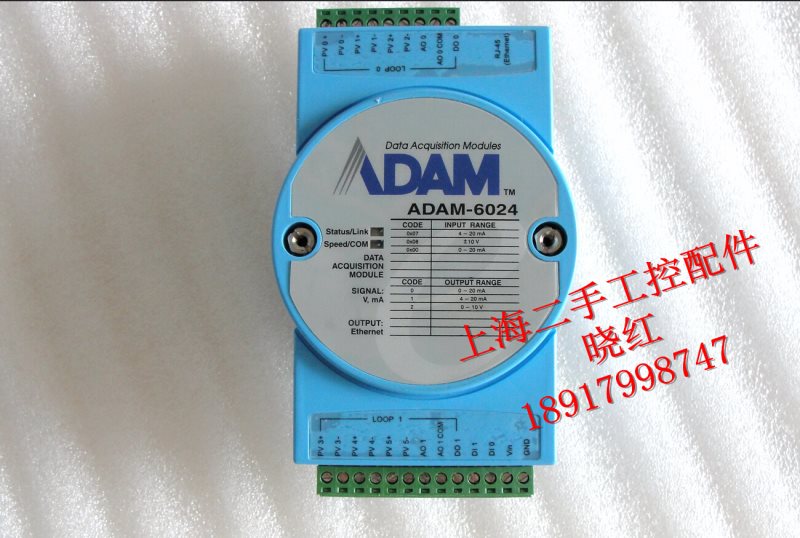 PV 0+
PV 0-
PV 1+
PV 1-
PV 2+
PV 2-
AO 0
AO 0 COM
DO 0
RJ-45
(Ethernet)
LOOP 0
Data Acquisition Modules
ADAM TM
ADAM-6024
Status/Link
Speed/COM
DATA
ACQUISITION
MODULE
SIGNAL:
V, mA
OUTPUT:
Ethernet
CODE INPUT RANGE
0x07 4 ~ 20 mA
0x08 ±10 V
0x00 0 ~ 20 mA
CODE OUTPUT RANGE
0 0 ~ 20 mA
1 4 ~ 20 mA
2 0 ~ 10 V
上海二手工控配件
晓红
18917998747
LOOP 1
PV 3+
PV 3-
PV 4+
PV 4-
PV 5+
PV 5-
AO 1
AO 1 COM
DO 1
DI 1
DI 0
Vin
GND